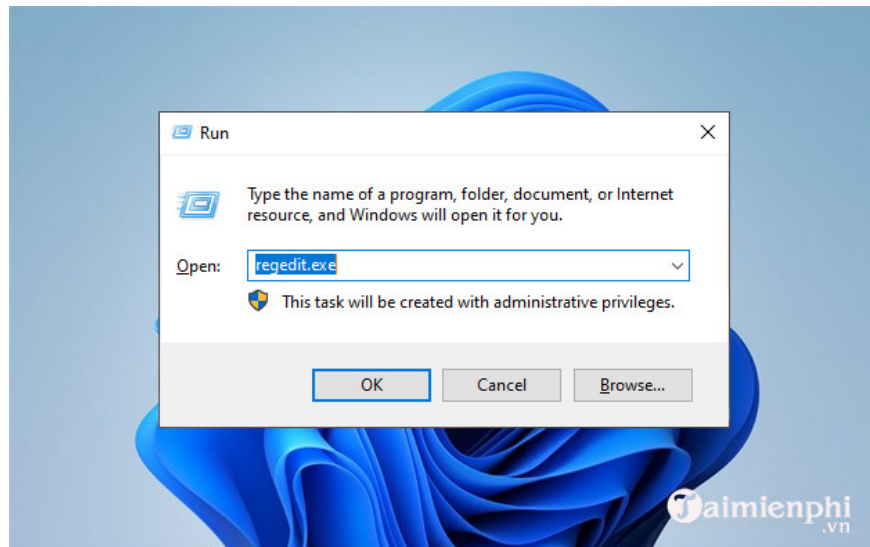 Run
Type the name of a program, folder, document, or Internet
resource, and Windows will open it for you.
Open: regedit.exe
This task will be created with administrative privileges.
OK Cancel Browse...
Taimienphi
.vn